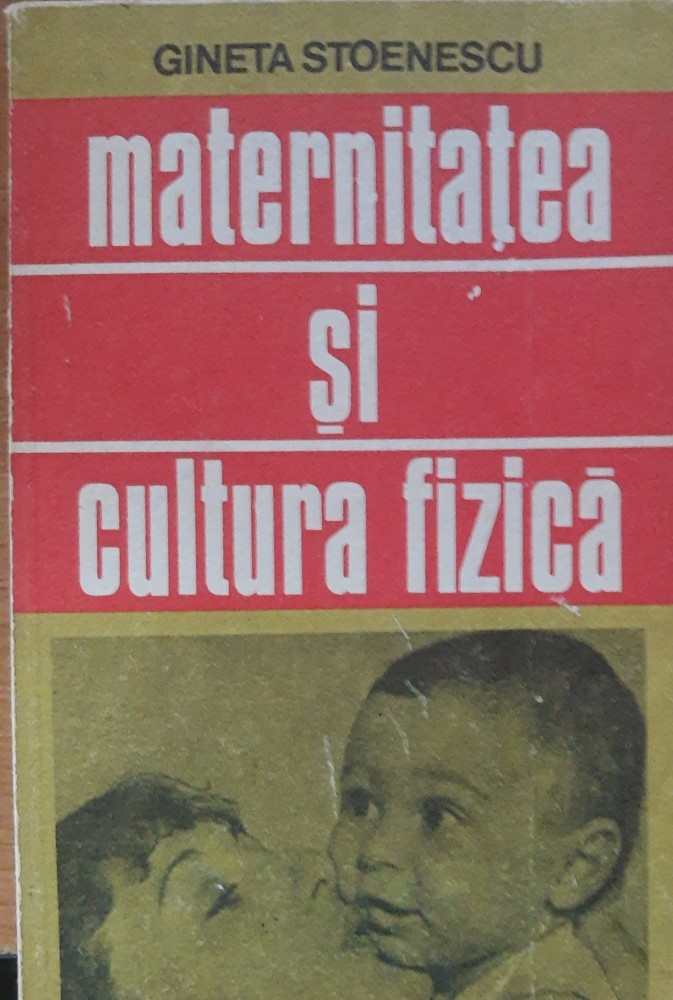 GINETA STOENESCU
maternitatea
și
cultura fizică